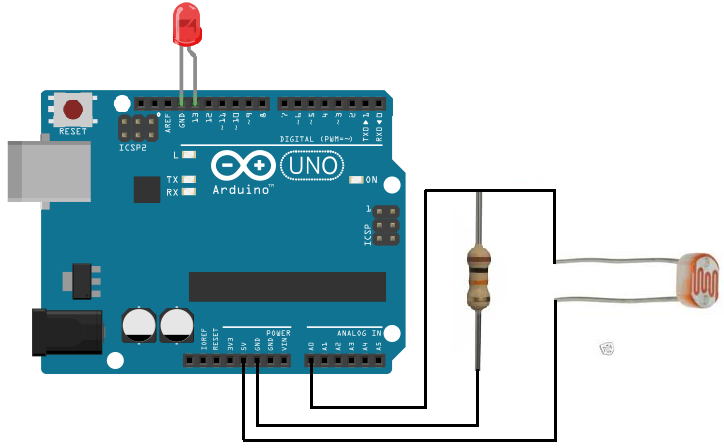 AREF
GND
13
12
~11
~10
~9
8
7
~6
~5
4
~3
2
TXD▶1
RXD◀0
RESET
ICSP2
DIGITAL (PWM=~)
L
TX
RX
UNO
ON
Arduino™
1
ICSP
POWER
ANALOG IN
IOREF
RESET
3V3
5V
GND
GND
VIN
A0
A1
A2
A3
A4
A5